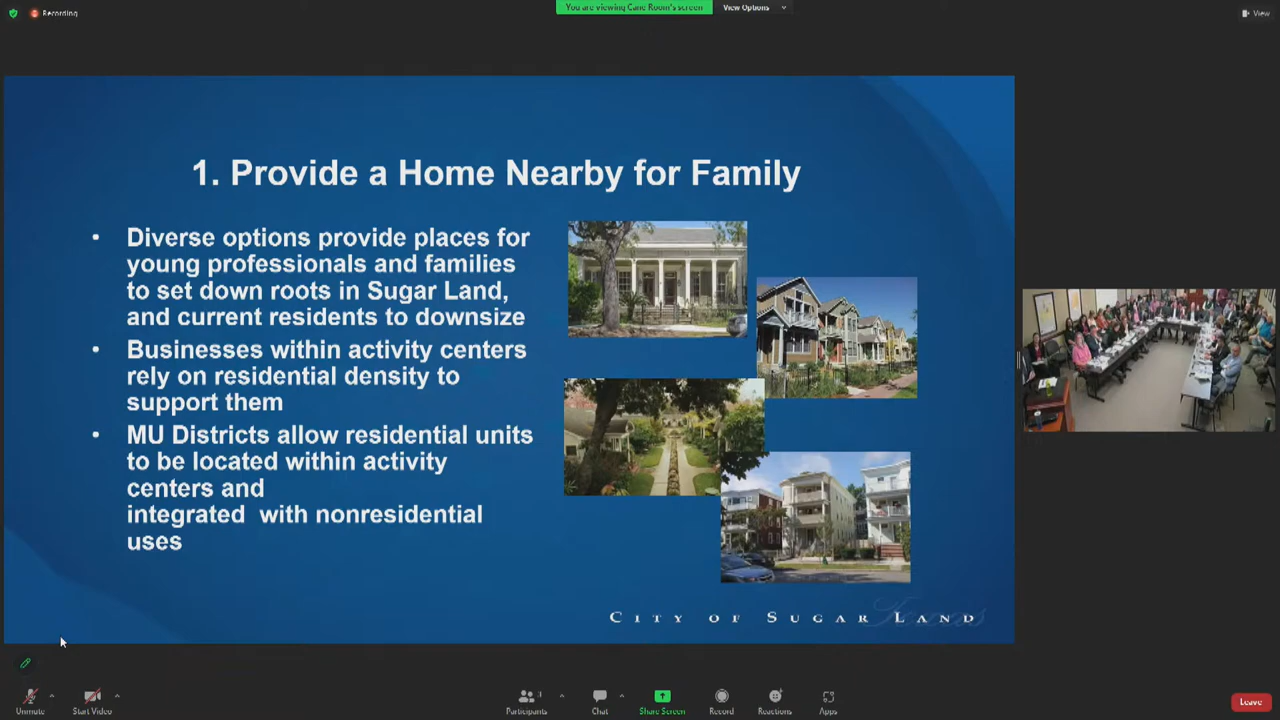 Recording
You are viewing Cane Room's screen
View Options
View
1. Provide a Home Nearby for Family
• Diverse options provide places for
young professionals and families
to set down roots in Sugar Land,
and current residents to downsize
• Businesses within activity centers
rely on residential density to
support them
• MU Districts allow residential units
to be located within activity
centers and
integrated with nonresidential
uses
CITY OF SUGAR LAND
Unmute
Start Video
Participants
3
Chat
Share Screen
Record
Reactions
Apps
Leave